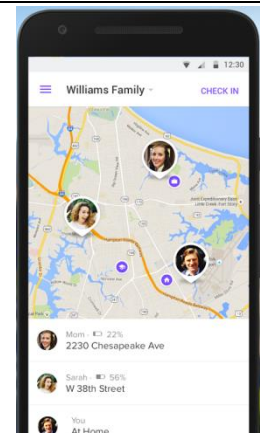 12:30
Williams Family
CHECK IN
Mom - 22%
2230 Chesapeake Ave
Sarah - 56%
W 38th Street
You
At Home